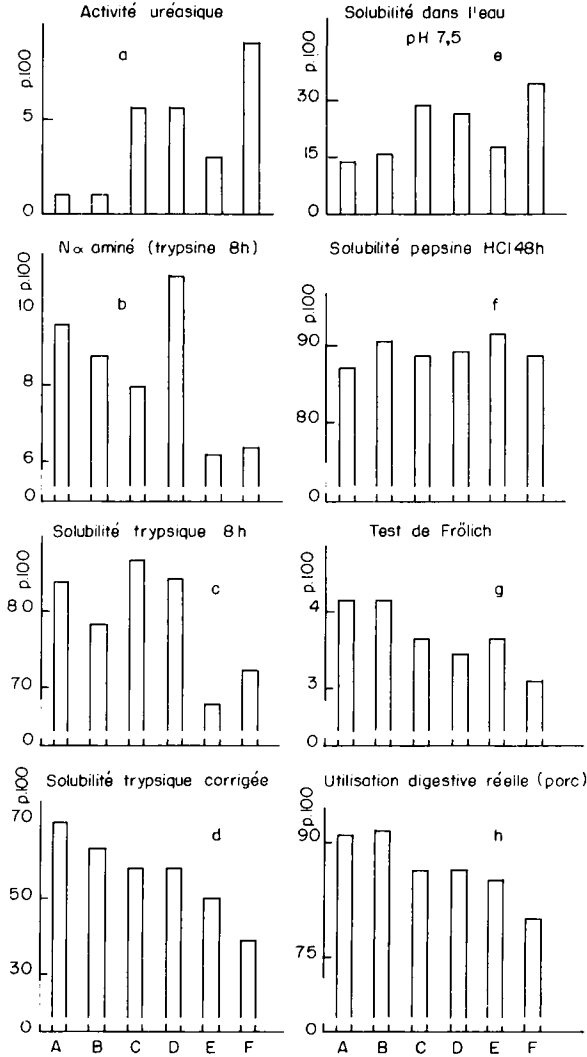 Activité uréasique
a
p.100
5
0
Solubilité dans l'eau
pH 7,5
e
p.100
30
15
0
Nα aminé (trypsine 8h)
b
p.100
10
8
6
0
Solubilité pepsine HCl 48h
f
p.100
90
80
0
Solubilité trypsique 8h
c
p.100
80
70
0
Test de Frőlich
g
p.100
4
3
0
Solubilité trypsique corrigée
d
p.100
70
50
30
A B C D E F
Utilisation digestive réelle (porc)
h
p.100
90
75
0
A B C D E F